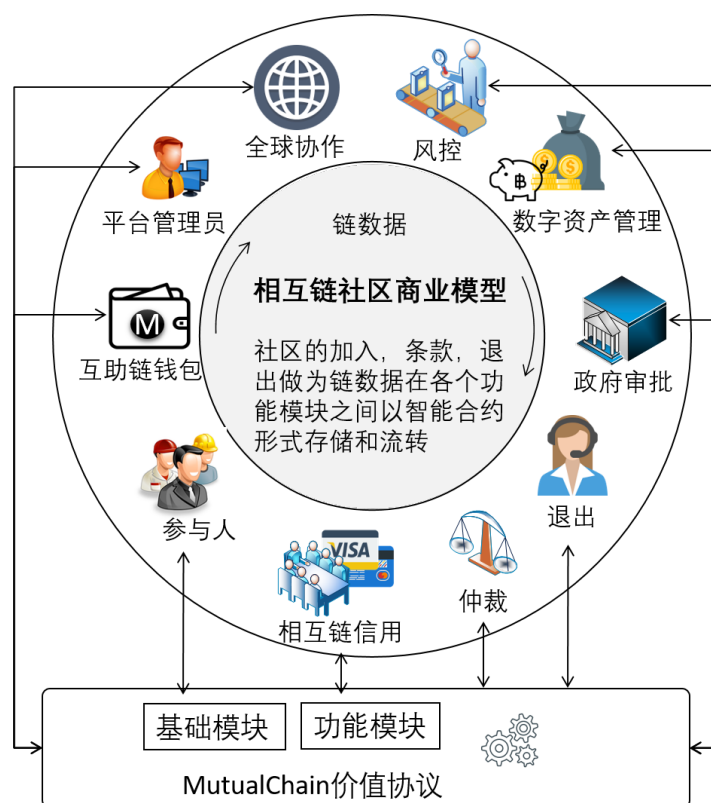 全球协作
风控
平台管理员
数字资产管理
链数据
相互链社区商业模型
社区的加入，条款，退
出做为链数据在各个功
能模块之间以智能合约
形式存储和流转
M
互助链钱包
政府审批
参与人
退出
VISA
相互链信用
仲裁
基础模块
功能模块
MutualChain价值协议